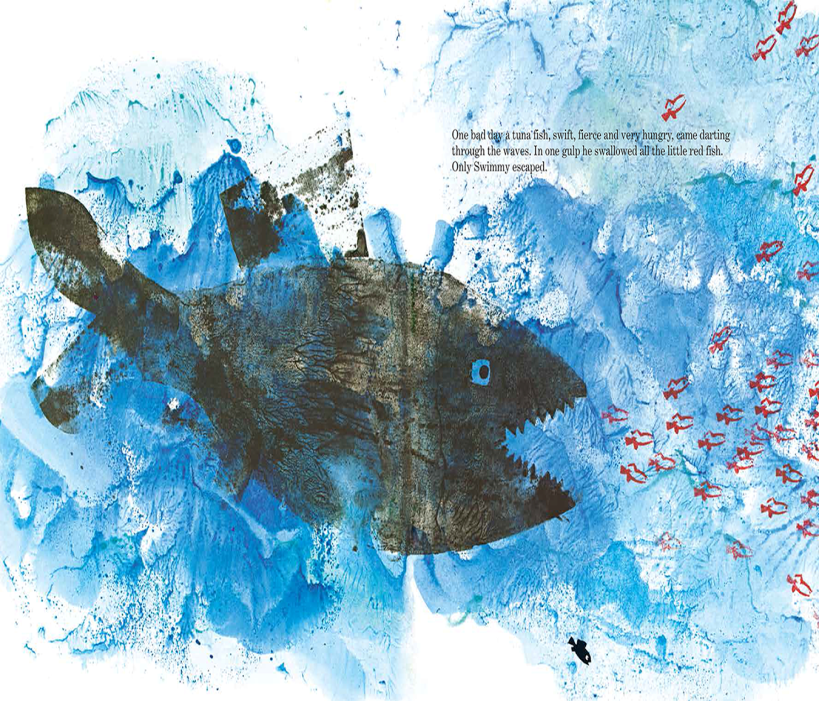 One bad day a tuna fish, swift, fierce and very hungry, came darting
through the waves. In one gulp he swallowed all the little red fish.
Only Swimmy escaped.